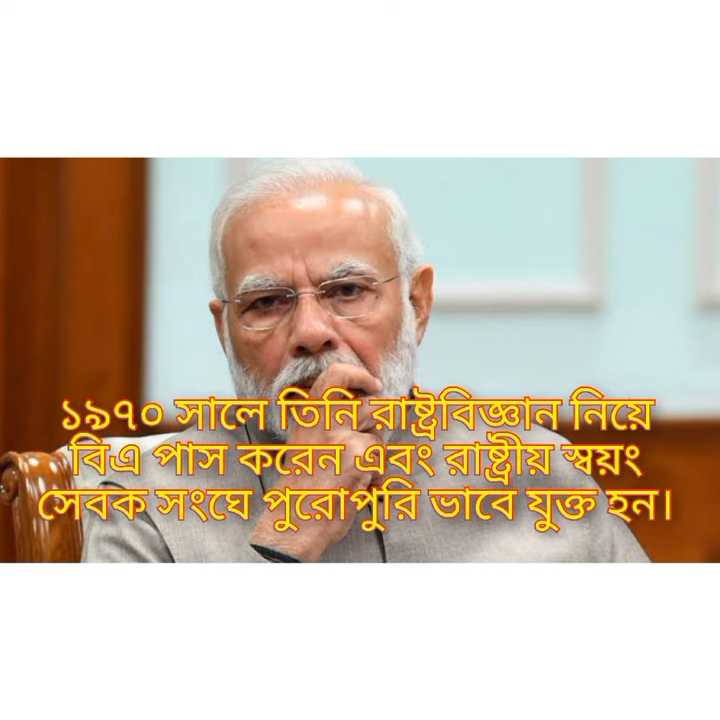 ১৯৭০ সালে তিনি রাষ্ট্রবিজ্ঞান নিয়ে
বিএ পাস করেন এবং রাষ্ট্রীয় স্বয়ং
সেবক সংঘে পুরোপুরি ভাবে যুক্ত হন।